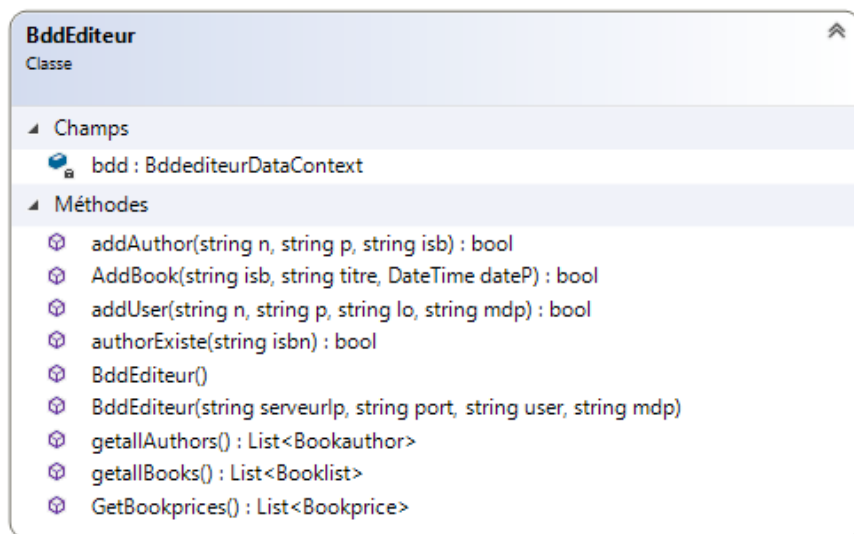 BddEditeur
Classe
Champs
bdd : BddediteurDataContext
Méthodes
addAuthor(string n, string p, string isb) : bool
AddBook(string isb, string titre, DateTime dateP) : bool
addUser(string n, string p, string lo, string mdp) : bool
authorExiste(string isbn) : bool
BddEditeur()
BddEditeur(string serveurIp, string port, string user, string mdp)
getallAuthors() : List<Bookauthor>
getallBooks() : List<Booklist>
GetBookprices() : List<Bookprice>